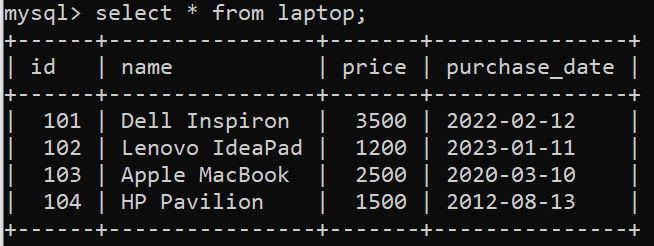 mysql> select * from laptop;
+------+----------------+-------+---------------+
| id   | name           | price | purchase_date |
+------+----------------+-------+---------------+
|  101 | Dell Inspiron  |  3500 | 2022-02-12    |
|  102 | Lenovo IdeaPad |  1200 | 2023-01-11    |
|  103 | Apple MacBook  |  2500 | 2020-03-10    |
|  104 | HP Pavilion    |  1500 | 2012-08-13    |
+------+----------------+-------+---------------+